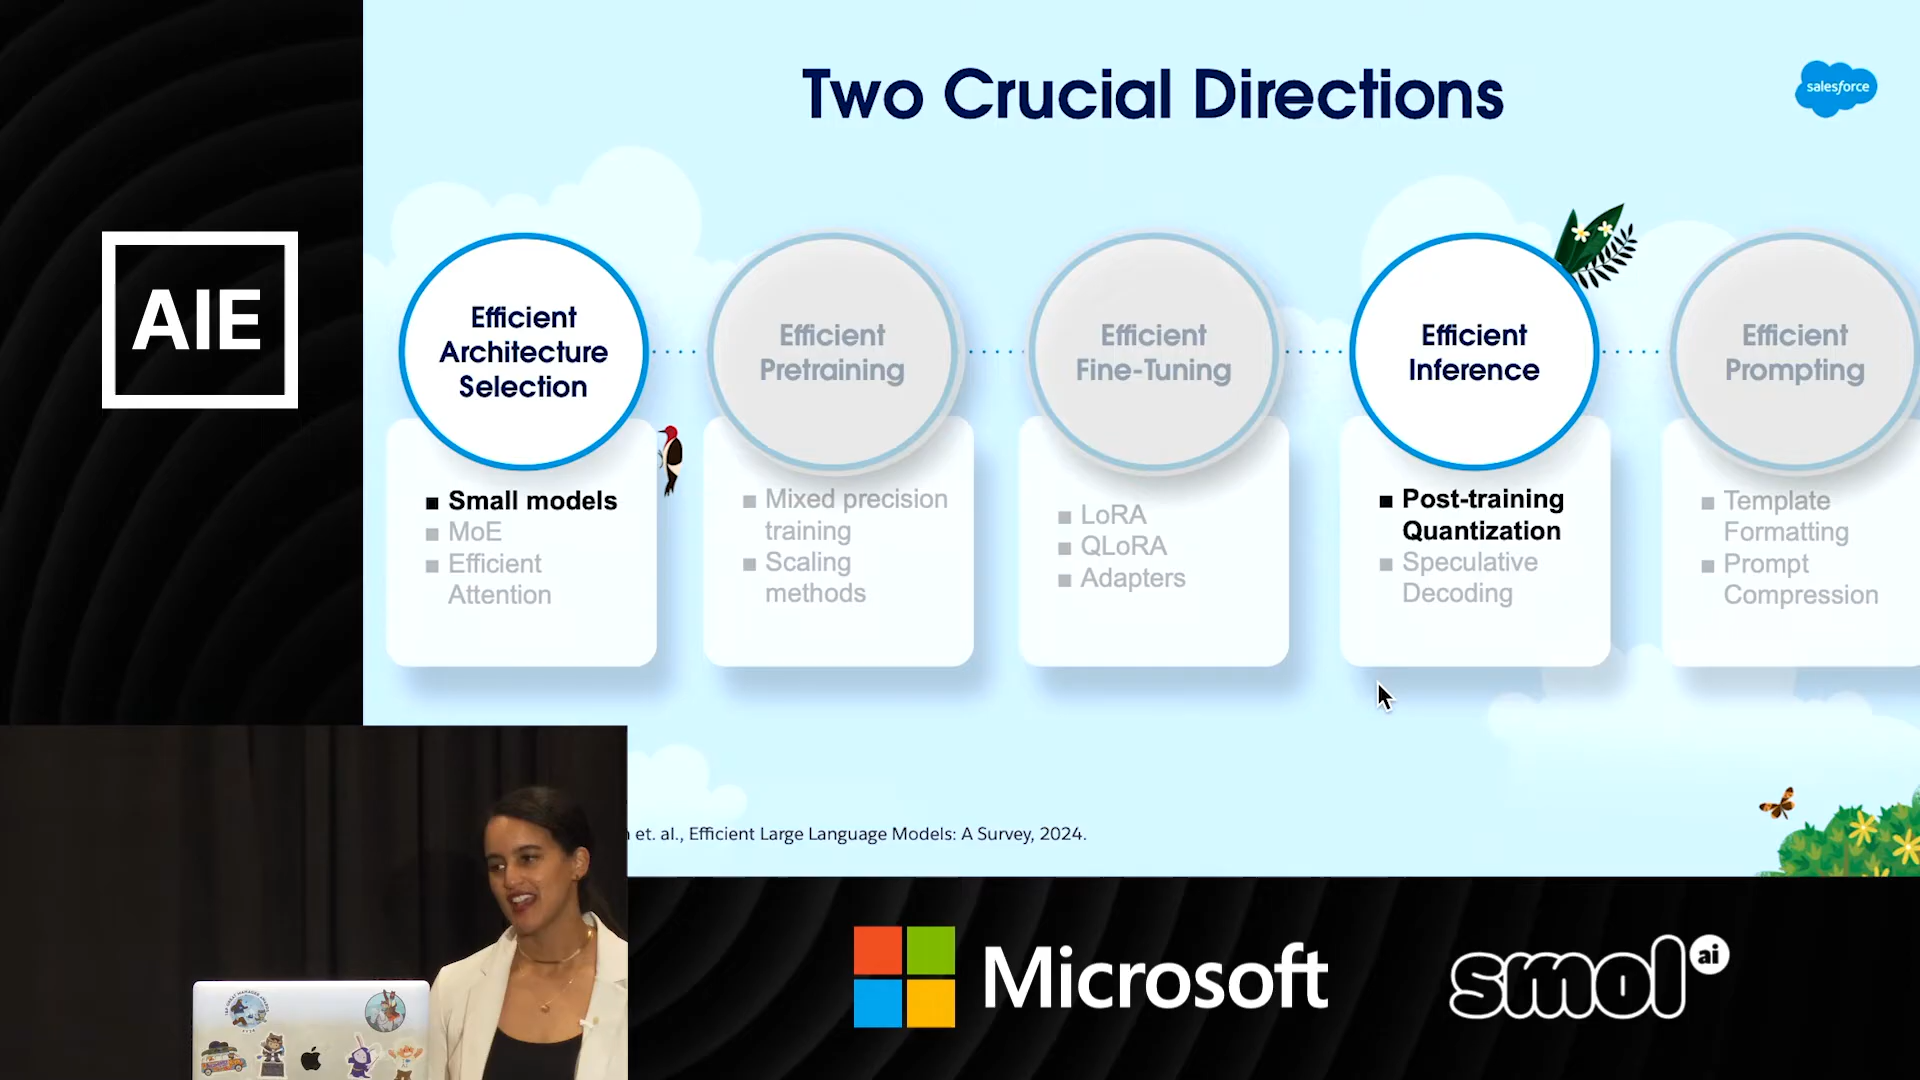 Two Crucial Directions
salesforce
AIE
Efficient
Architecture
Selection
Small models
MoE
Efficient
Attention
Efficient
Pretraining
Mixed precision
training
Scaling
methods
Efficient
Fine-Tuning
LoRA
QLoRA
Adapters
Efficient
Inference
Post-training
Quantization
Speculative
Decoding
Efficient
Prompting
Template
Formatting
Prompt
Compression
et. al., Efficient Large Language Models: A Survey, 2024.
Microsoft
smol ai